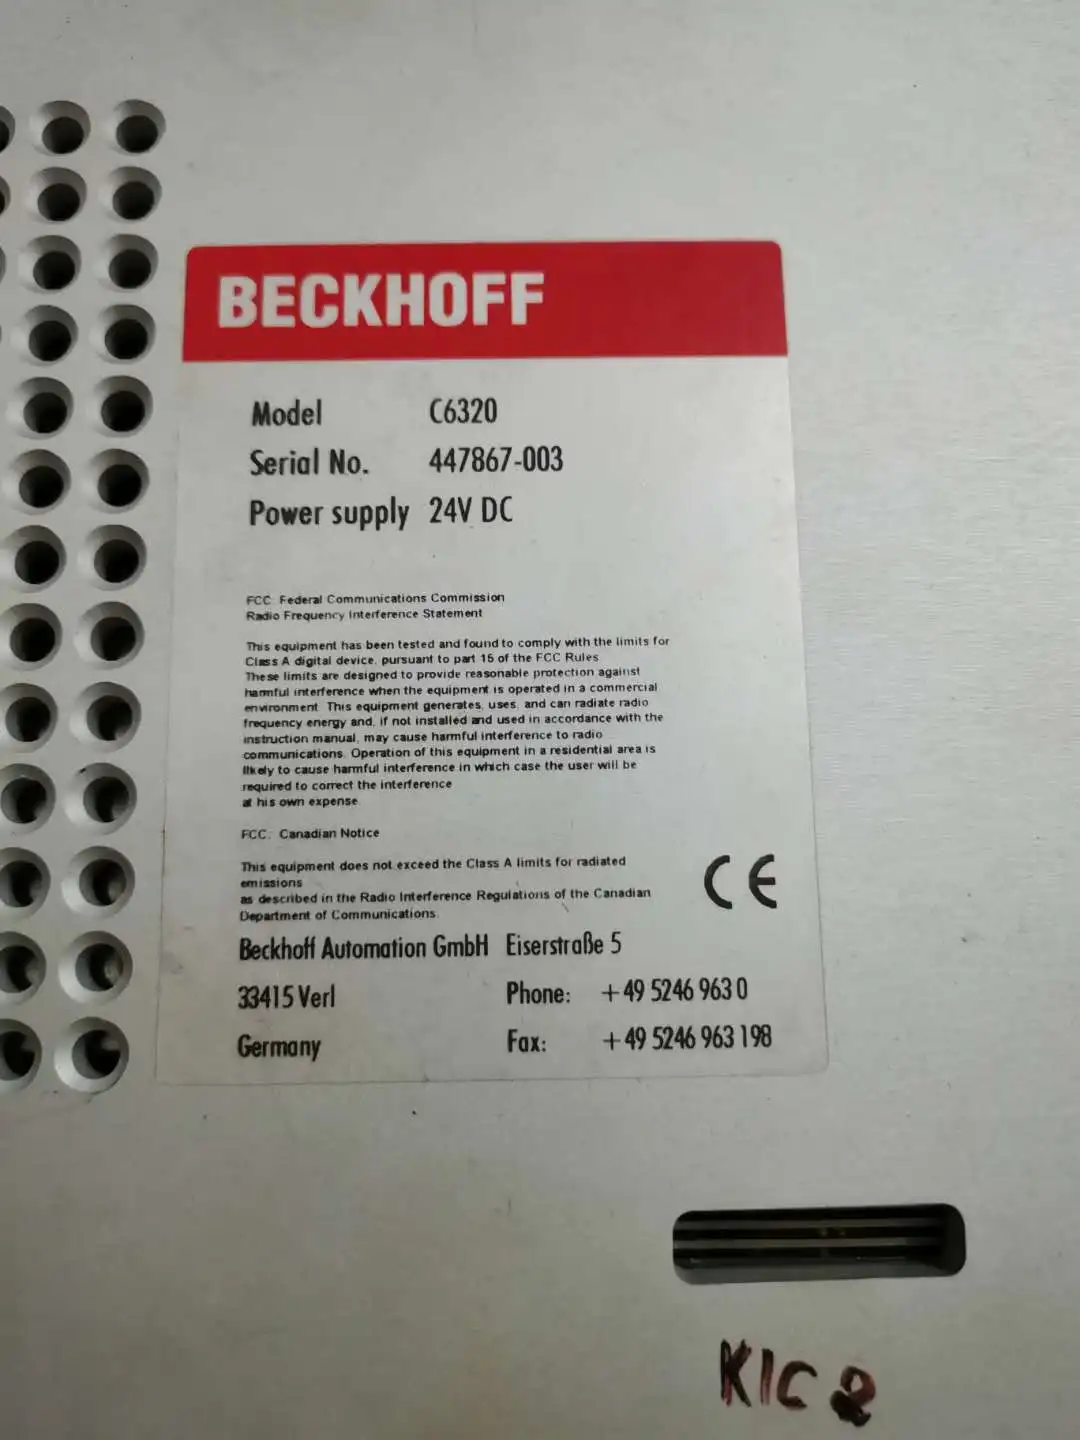 BECKHOFF
Model C6320
Serial No. 447867-003
Power supply 24V DC
FCC: Federal Communications Commission
Radio Frequency Interference Statement
This equipment has been tested and found to comply with the limits for
Class A digital device, pursuant to part 15 of the FCC Rules
These limits are designed to provide reasonable protection against
harmful interference when the equipment is operated in a commercial
environment. This equipment generates, uses, and can radiate radio
frequency energy and, if not installed and used in accordance with the
instruction manual, may cause harmful interference to radio
communications. Operation of this equipment in a residential area is
likely to cause harmful interference in which case the user will be
required to correct the interference
at his own expense.
FCC: Canadian Notice
This equipment does not exceed the Class A limits for radiated
emissions
as described in the Radio Interference Regulations of the Canadian
Department of Communications.
CE
Beckhoff Automation GmbH Eiserstraße 5
33415 Verl Phone: +49 5246 963 0
Germany Fax: +49 5246 963 198
KIC 2